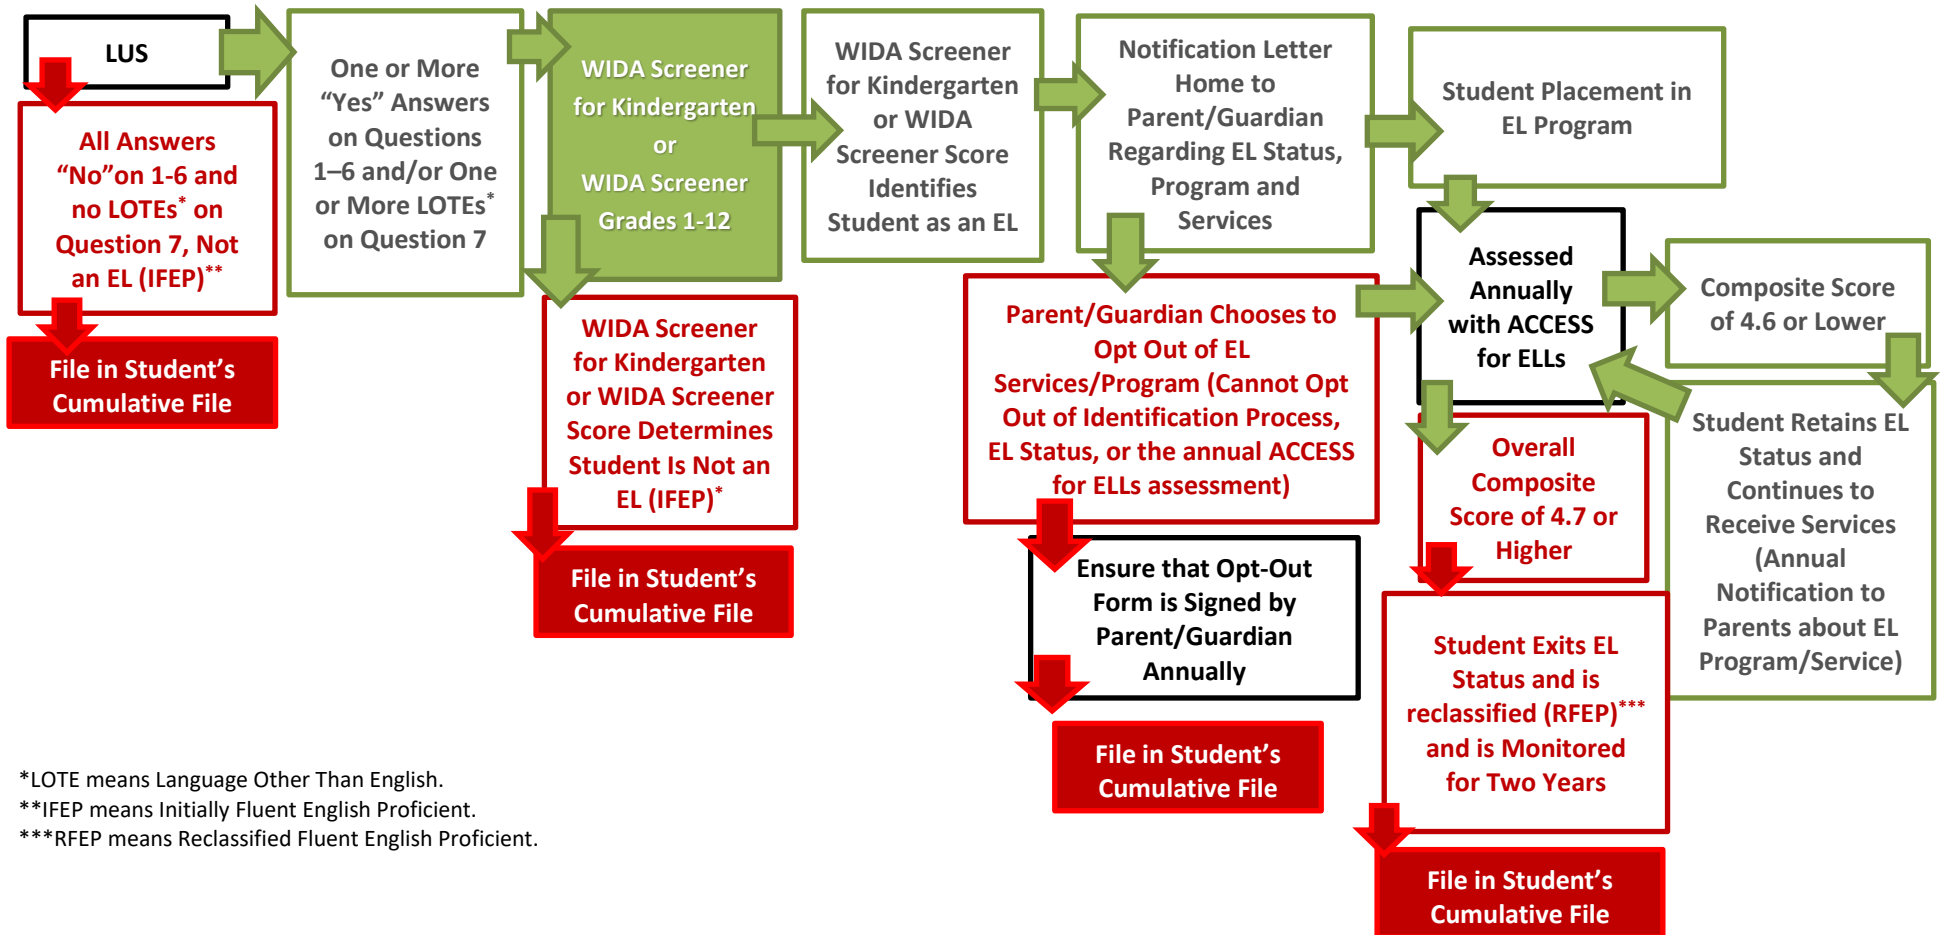 LUS
All Answers
“No”on 1-6 and
no LOTEs* on
Question 7, Not
an EL (IFEP)**
File in Student’s
Cumulative File
One or More
“Yes” Answers
on Questions
1–6 and/or One
or More LOTEs*
on Question 7
WIDA Screener
for Kindergarten
or
WIDA Screener
Grades 1-12
WIDA Screener
for Kindergarten
or WIDA Screener
Score Determines
Student Is Not an
EL (IFEP)*
File in Student’s
Cumulative File
WIDA Screener
for Kindergarten
or WIDA
Screener Score
Identifies
Student as an EL
Notification Letter
Home to
Parent/Guardian
Regarding EL Status,
Program and
Services
Parent/Guardian Chooses to
Opt Out of EL
Services/Program (Cannot Opt
Out of Identification Process,
EL Status, or the annual ACCESS
for ELLs assessment)
Ensure that Opt-Out
Form is Signed by
Parent/Guardian
Annually
File in Student’s
Cumulative File
Student Placement in
EL Program
Assessed
Annually
with ACCESS
for ELLs
Composite Score
of 4.6 or Lower
Student Retains EL
Status and
Continues to
Receive Services
(Annual
Notification to
Parents about EL
Program/Service)
Overall
Composite
Score of 4.7 or
Higher
Student Exits EL
Status and is
reclassified (RFEP)***
and is Monitored
for Two Years
File in Student’s
Cumulative File
*LOTE means Language Other Than English.
**IFEP means Initially Fluent English Proficient.
***RFEP means Reclassified Fluent English Proficient.